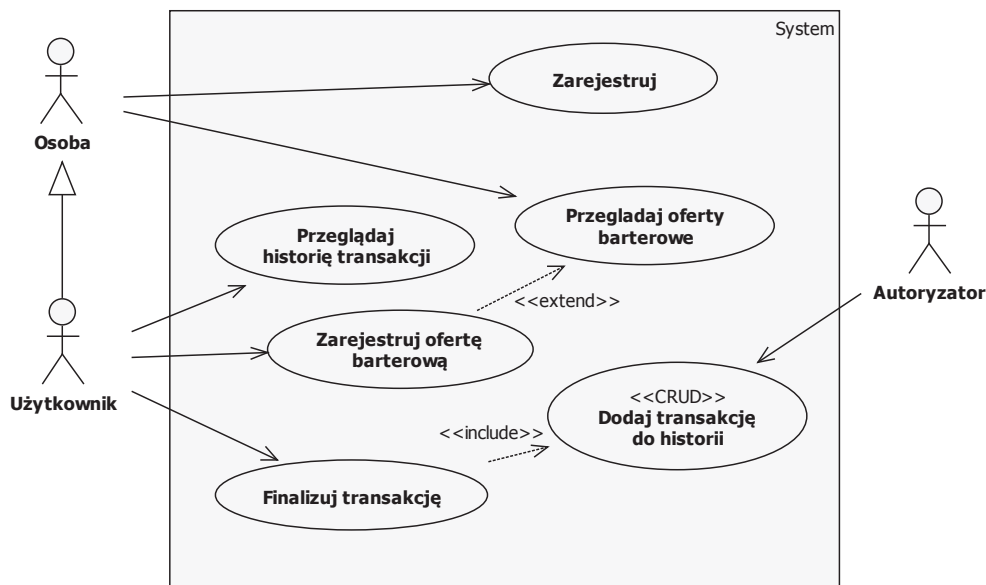 System
Zarejestruj
Osoba
Przegladaj oferty
barterowe
Przeglądaj
historię transakcji
Autoryzator
<<extend>>
Zarejestruj ofertę
barterową
Użytkownik
<<CRUD>>
Dodaj transakcję
do historii
<<include>>
Finalizuj transakcję